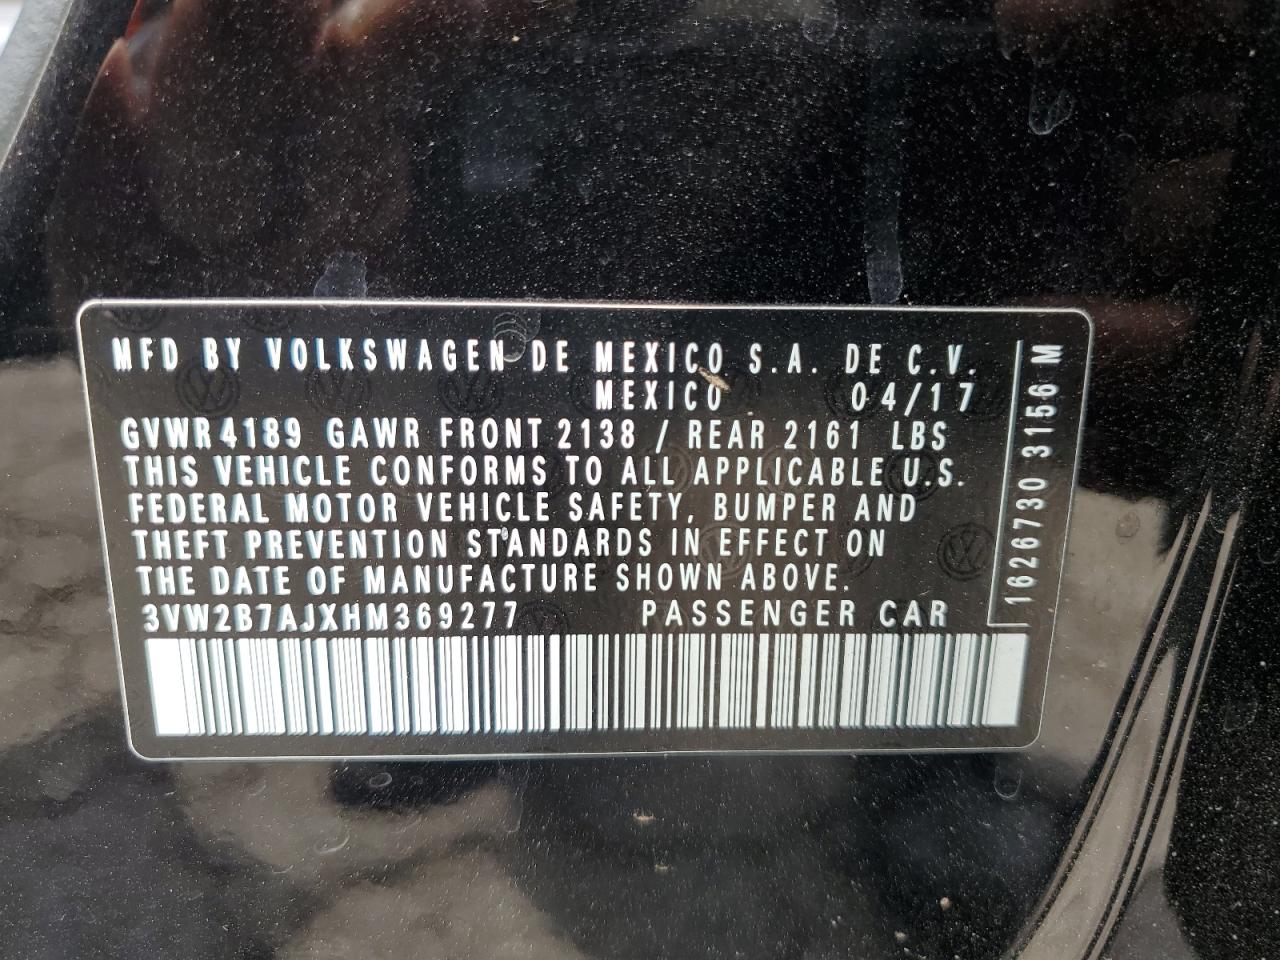 MFD BY VOLKSWAGEN DE MEXICO S.A. DE C.V.
MEXICO 04/17
GVWR 4189 GAWR FRONT 2138 / REAR 2161 LBS
THIS VEHICLE CONFORMS TO ALL APPLICABLE U.S.
FEDERAL MOTOR VEHICLE SAFETY, BUMPER AND
THEFT PREVENTION STANDARDS IN EFFECT ON
THE DATE OF MANUFACTURE SHOWN ABOVE.
3VW2B7AJXHM369277 PASSENGER CAR
1626730 3156 M